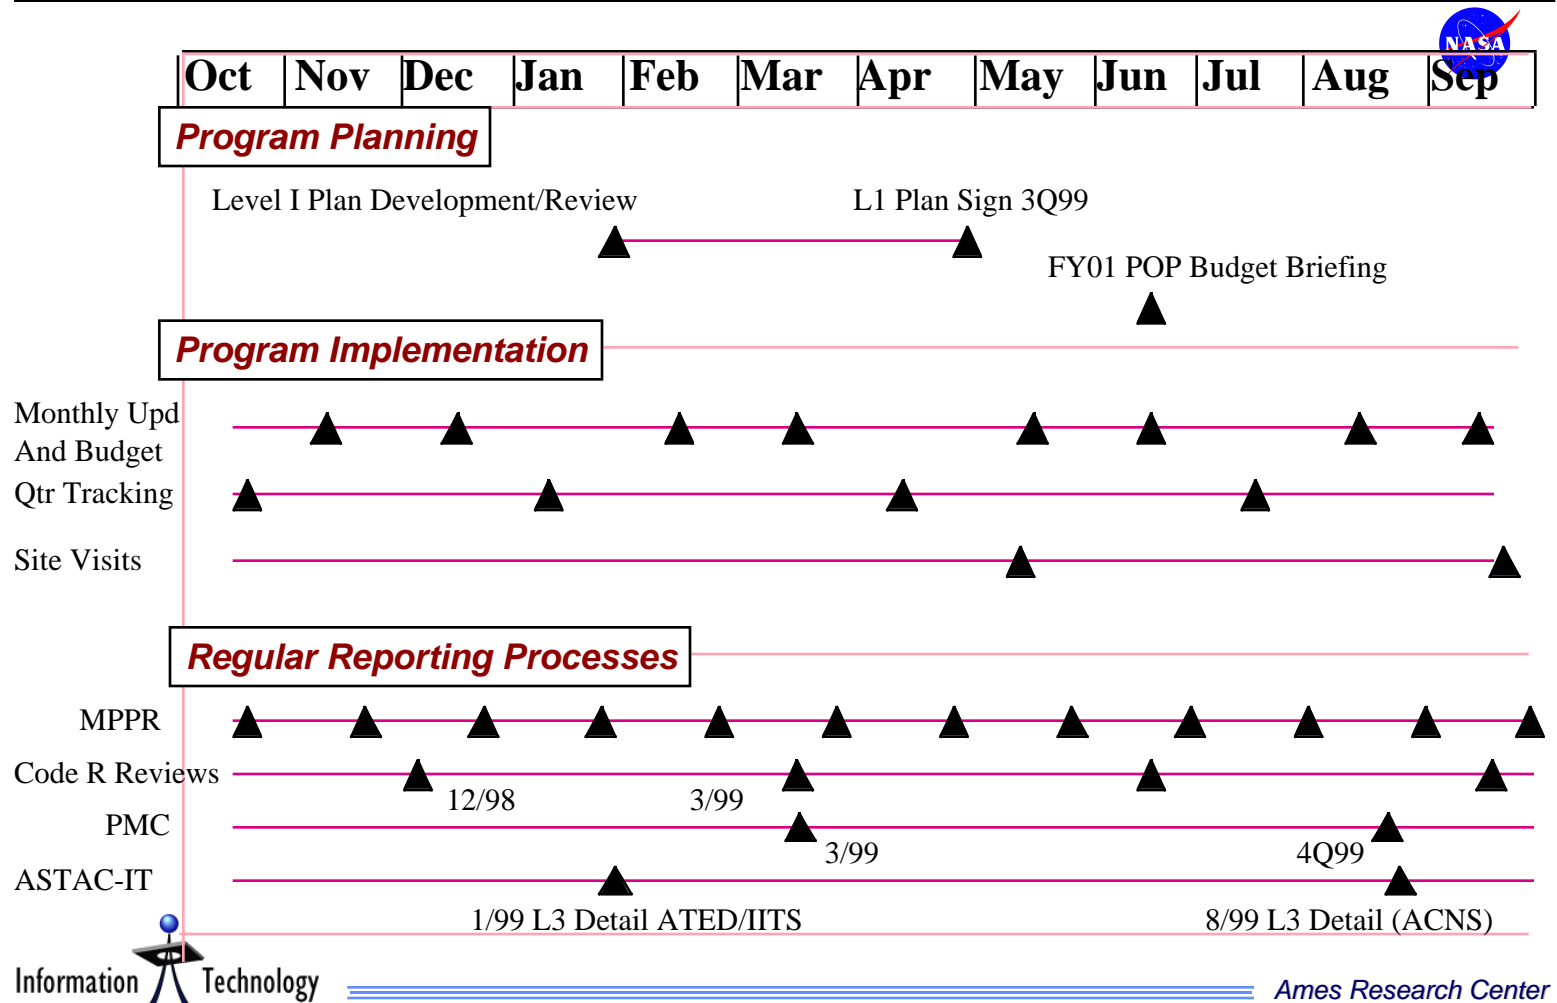 NASA
Oct Nov Dec Jan Feb Mar Apr May Jun Jul Aug Sep
Program Planning
Level I Plan Development/Review L1 Plan Sign 3Q99
FY01 POP Budget Briefing
Program Implementation
Monthly Upd
And Budget
Qtr Tracking
Site Visits
Regular Reporting Processes
MPPR
Code R Reviews
12/98 3/99
PMC
3/99 4Q99
ASTAC-IT
1/99 L3 Detail ATED/IITS 8/99 L3 Detail (ACNS)
Information Technology
Ames Research Center